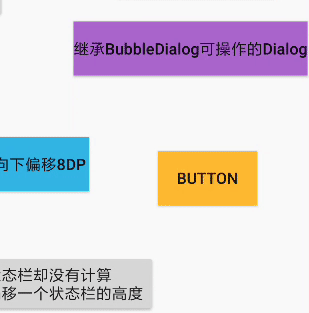 继承BubbleDialog可操作的Dialog
向下偏移8DP
BUTTON
态栏却没有计算
移一个状态栏的高度